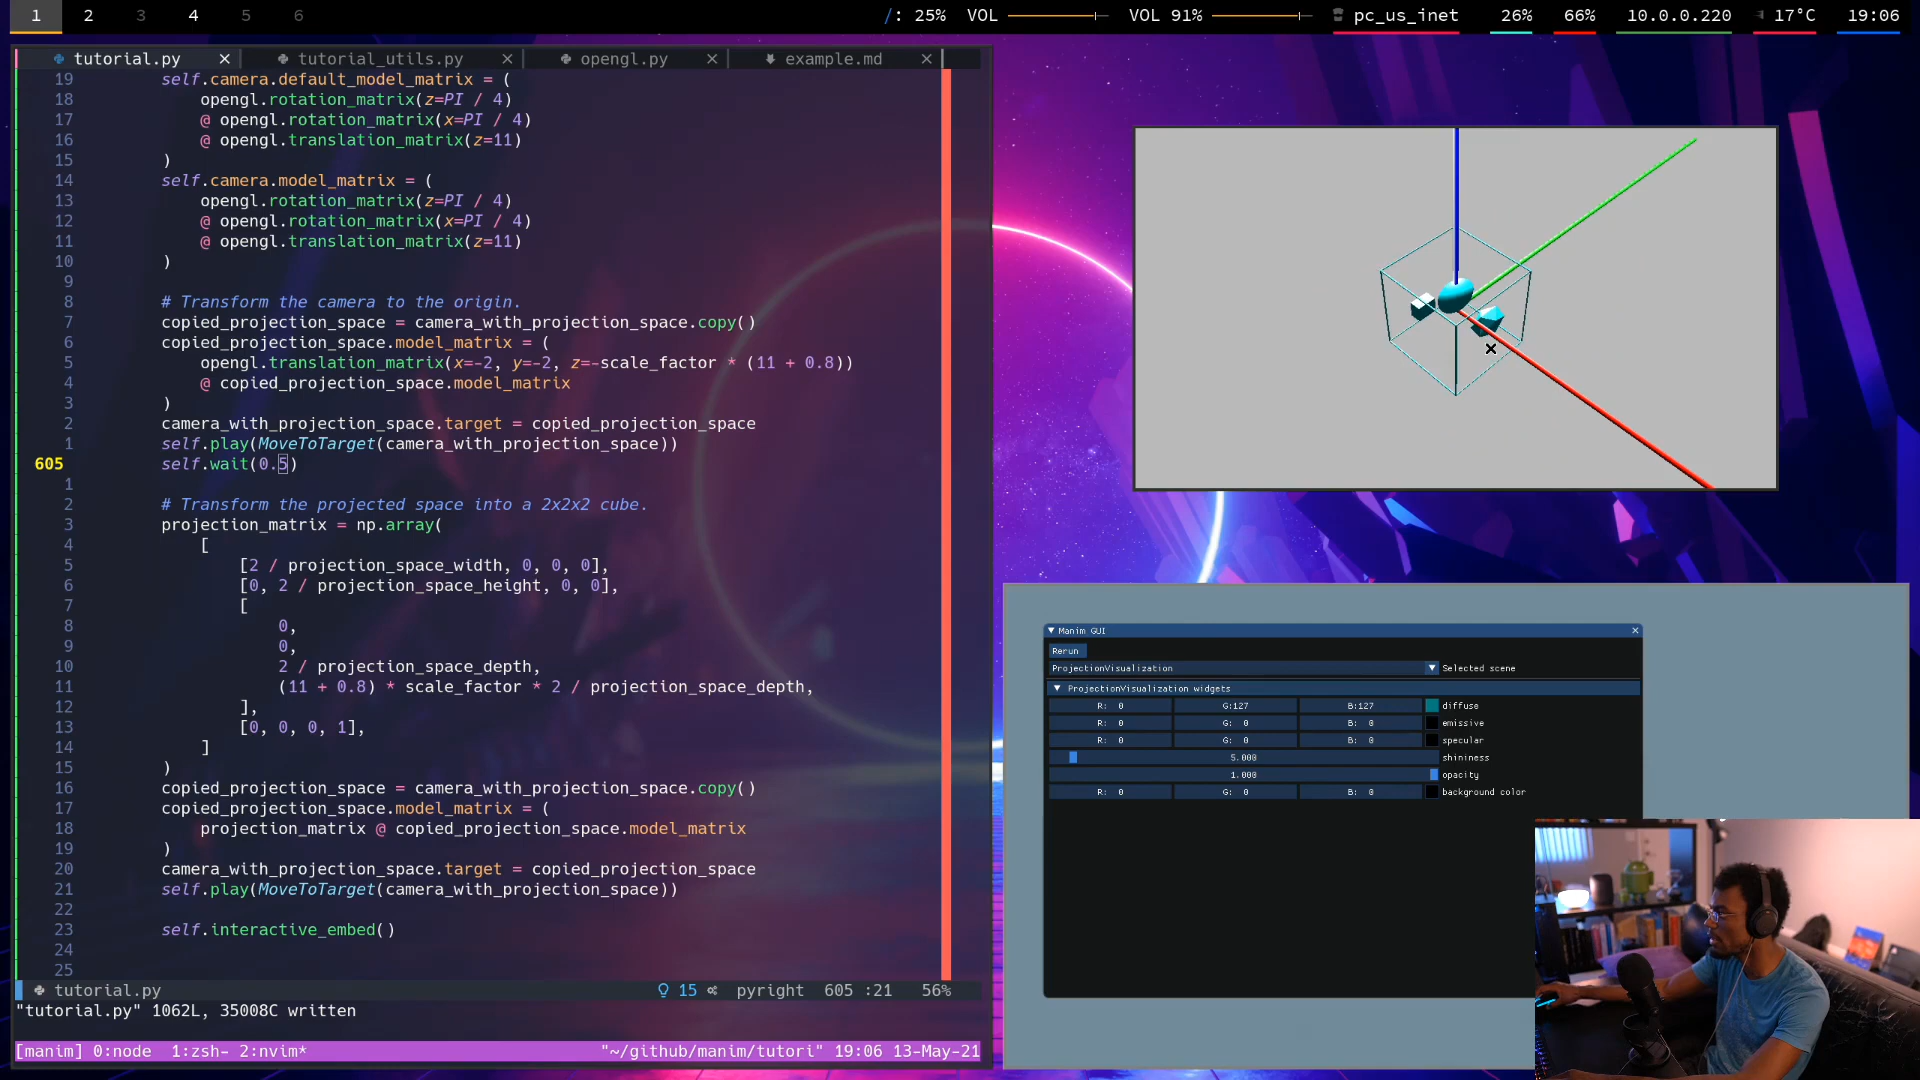 1 2 3 4 5 6 /: 25% VOL VOL 91% pc_us_inet 26% 66% 10.0.0.220 17°C 19:06
tutorial.py × tutorial_utils.py × opengl.py × example.md ×
19 self.camera.default_model_matrix = (
18 opengl.rotation_matrix(z=PI / 4)
17 @ opengl.rotation_matrix(x=PI / 4)
16 @ opengl.translation_matrix(z=11)
15 )
14 self.camera.model_matrix = (
13 opengl.rotation_matrix(z=PI / 4)
12 @ opengl.rotation_matrix(x=PI / 4)
11 @ opengl.translation_matrix(z=11)
10 )
9
8 # Transform the camera to the origin.
7 copied_projection_space = camera_with_projection_space.copy()
6 copied_projection_space.model_matrix = (
5 opengl.translation_matrix(x=-2, y=-2, z=-scale_factor * (11 + 0.8))
4 @ copied_projection_space.model_matrix
3 )
2 camera_with_projection_space.target = copied_projection_space
1 self.play(MoveToTarget(camera_with_projection_space))
605 self.wait(0.5)
1
2 # Transform the projected space into a 2x2x2 cube.
3 projection_matrix = np.array(
4 [
5 [2 / projection_space_width, 0, 0, 0],
6 [0, 2 / projection_space_height, 0, 0],
7 [
8 0,
9 0,
10 2 / projection_space_depth,
11 (11 + 0.8) * scale_factor * 2 / projection_space_depth,
12 ],
13 [0, 0, 0, 1],
14 ]
15 )
16 copied_projection_space = camera_with_projection_space.copy()
17 copied_projection_space.model_matrix = (
18 projection_matrix @ copied_projection_space.model_matrix
19 )
20 camera_with_projection_space.target = copied_projection_space
21 self.play(MoveToTarget(camera_with_projection_space))
22
23 self.interactive_embed()
24
25
tutorial.py 15 pyright 605 :21 56%
"tutorial.py" 1062L, 35008C written
[manim] 0:node 1:zsh- 2:nvim* "~/github/manim/tutori" 19:06 13-May-21
Manim GUI
Rerun
ProjectionVisualization Selected scene
ProjectionVisualization widgets
R: 0 G:127 B:127 diffuse
R: 0 G: 0 B: 0 emissive
R: 0 G: 0 B: 0 specular
5.000 shininess
1.000 opacity
R: 0 G: 0 B: 0 background color